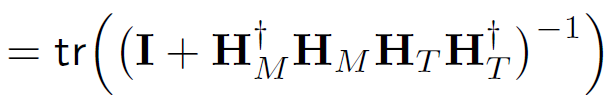 = tr((I + H_M^† H_M H_T H_T^†)^{-1})